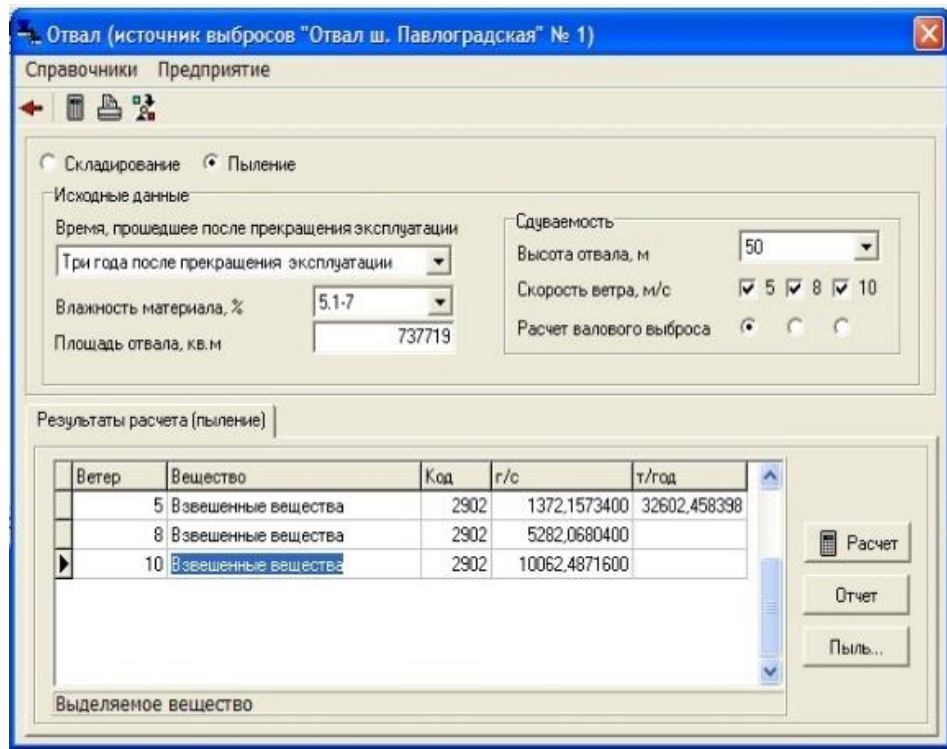 Отвал (источник выбросов "Отвал ш. Павлоградская" № 1)
Справочники Предприятие
Складирование Пыление
Исходные данные
Время, прошедшее после прекращения эксплуатации
Три года после прекращения эксплуатации
Влажность материала, % 5.1-7
Площадь отвала, кв.м 737719
Сдуваемость
Высота отвала, м 50
Скорость ветра, м/с 5 8 10
Расчет валового выброса
Результаты расчета (пыление)
Ветер Вещество Код г/с т/год
5 Взвешенные вещества 2902 1372,1573400 32602,458398
8 Взвешенные вещества 2902 5282,0680400
10 Взвешенные вещества 2902 10062,4871600
Расчет
Отчет
Пыль...
Выделяемое вещество